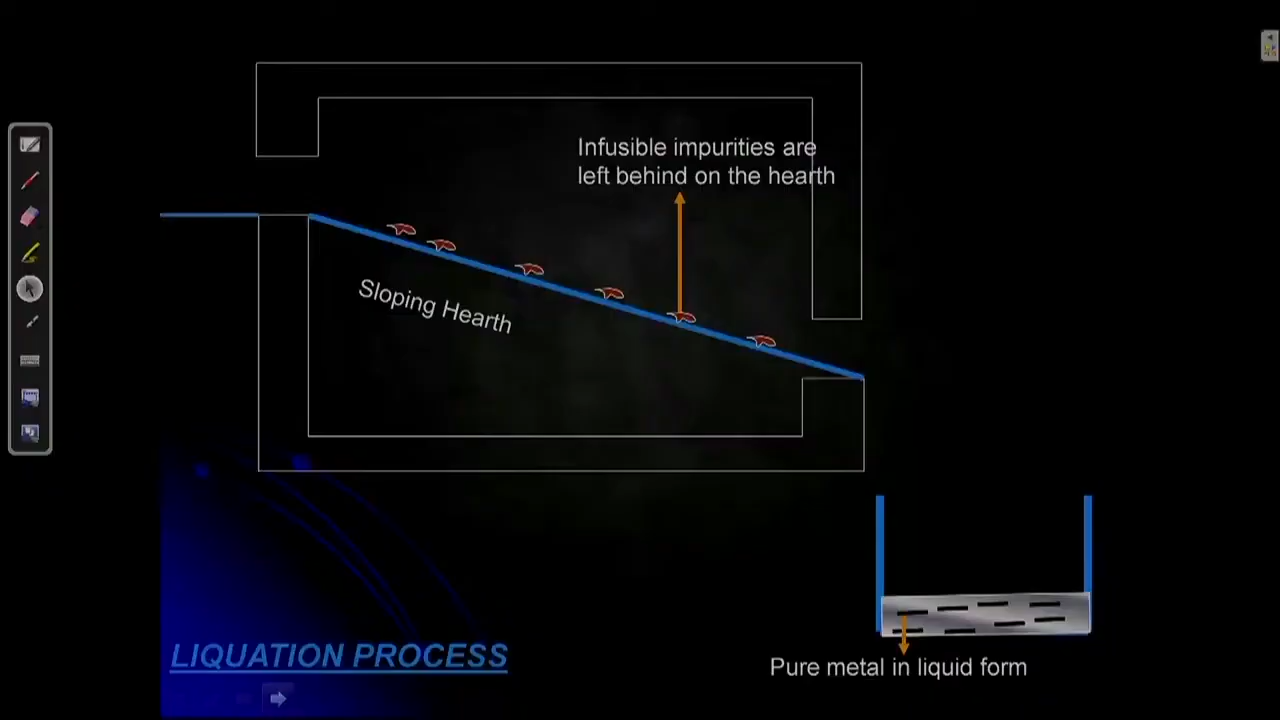 Infusible impurities are
left behind on the hearth
Sloping Hearth
LIQUATION PROCESS
Pure metal in liquid form